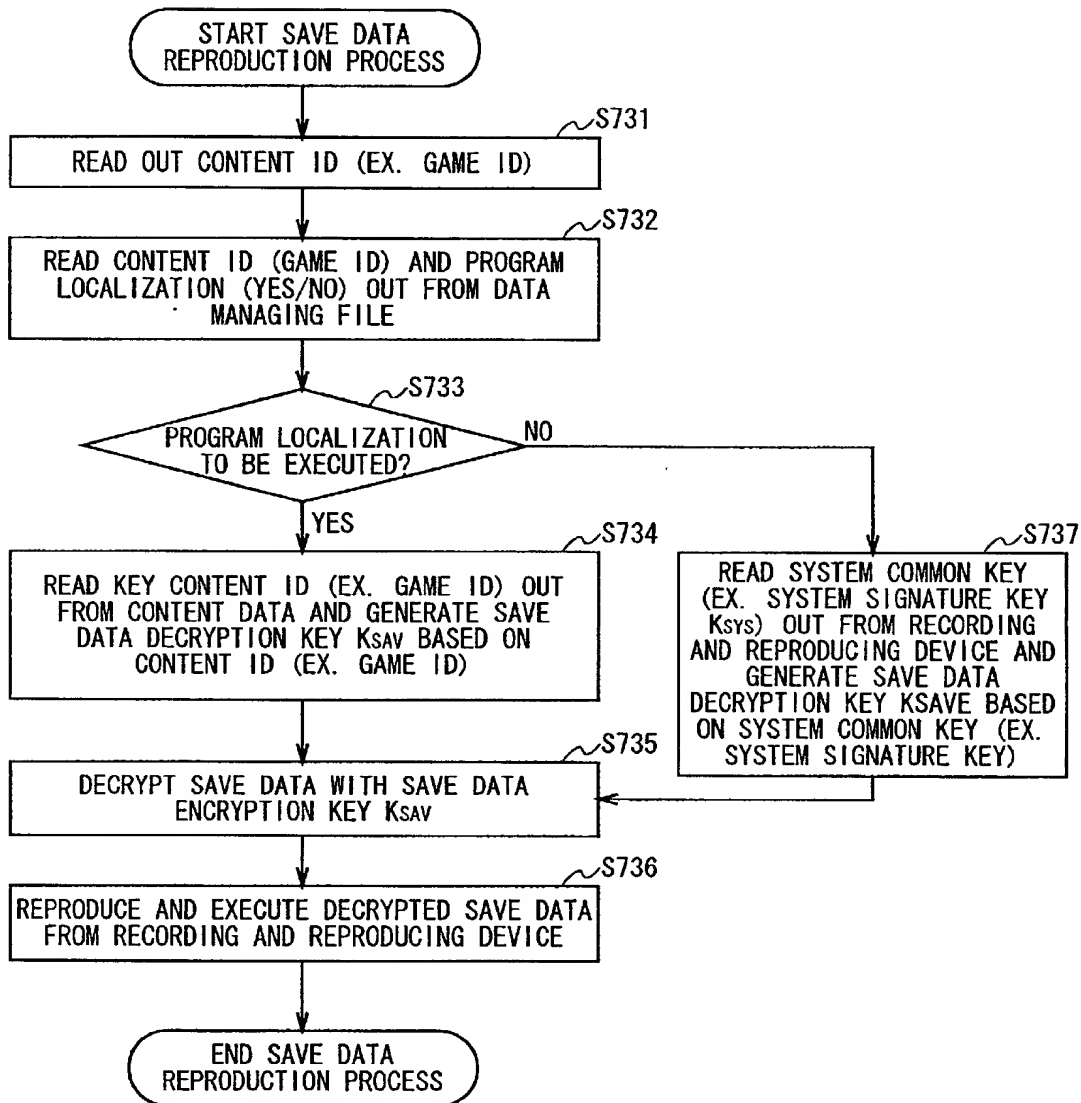 START SAVE DATA
REPRODUCTION PROCESS
S731
READ OUT CONTENT ID (EX. GAME ID)
S732
READ CONTENT ID (GAME ID) AND PROGRAM
LOCALIZATION (YES/NO) OUT FROM DATA
MANAGING FILE
S733
PROGRAM LOCALIZATION
TO BE EXECUTED?
NO
YES
S734
READ KEY CONTENT ID (EX. GAME ID) OUT
FROM CONTENT DATA AND GENERATE SAVE
DATA DECRYPTION KEY KSAV BASED ON
CONTENT ID (EX. GAME ID)
S737
READ SYSTEM COMMON KEY
(EX. SYSTEM SIGNATURE KEY
KSYS) OUT FROM RECORDING
AND REPRODUCING DEVICE AND
GENERATE SAVE DATA
DECRYPTION KEY KSAVE BASED
ON SYSTEM COMMON KEY (EX.
SYSTEM SIGNATURE KEY)
S735
DECRYPT SAVE DATA WITH SAVE DATA
ENCRYPTION KEY KSAV
S736
REPRODUCE AND EXECUTE DECRYPTED SAVE DATA
FROM RECORDING AND REPRODUCING DEVICE
END SAVE DATA
REPRODUCTION PROCESS